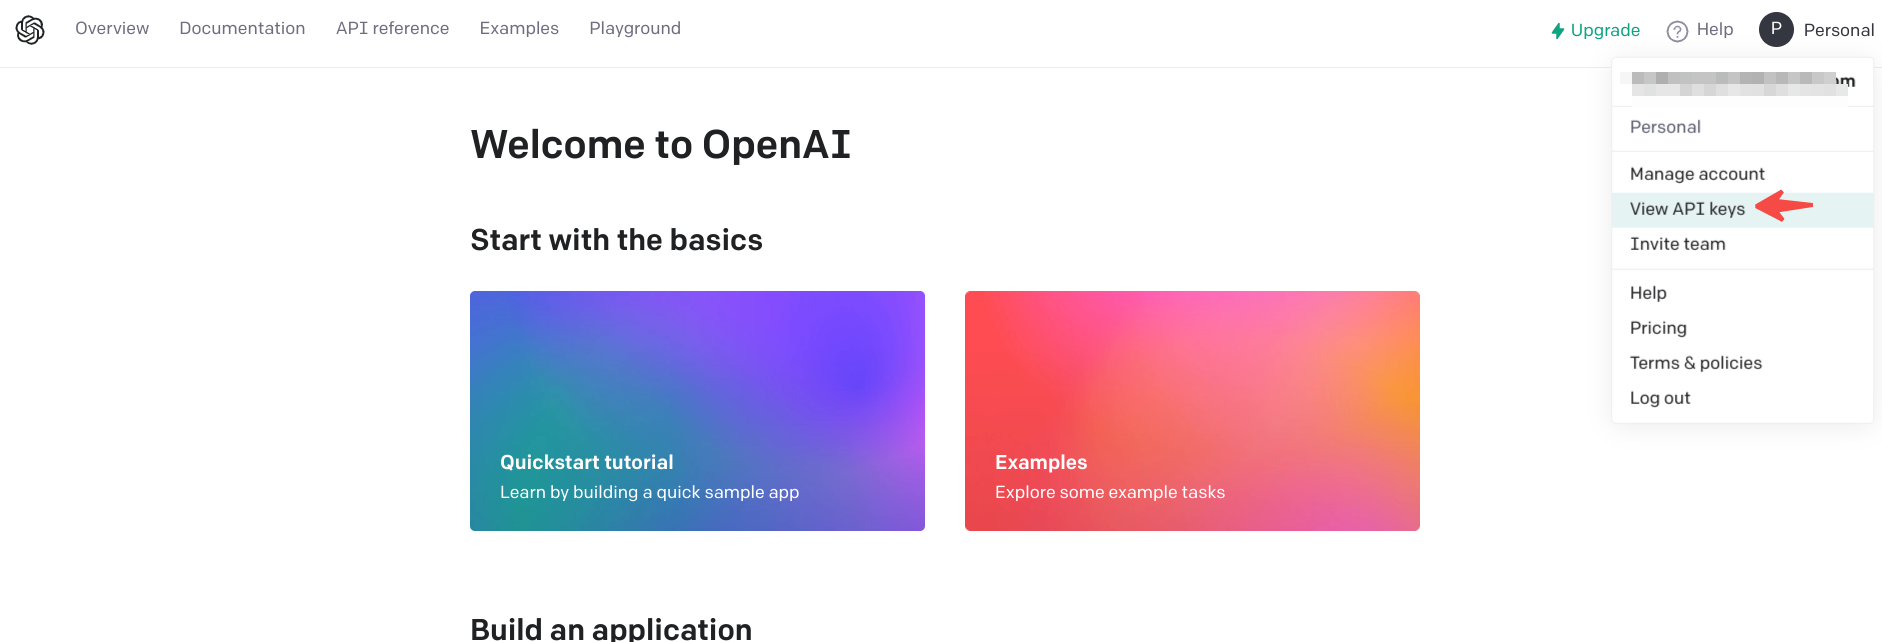 Overview Documentation API reference Examples Playground
Upgrade Help P Personal
Personal
Manage account
View API keys
Invite team
Help
Pricing
Terms & policies
Log out
Welcome to OpenAI
Start with the basics
Quickstart tutorial
Learn by building a quick sample app
Examples
Explore some example tasks
Build an application